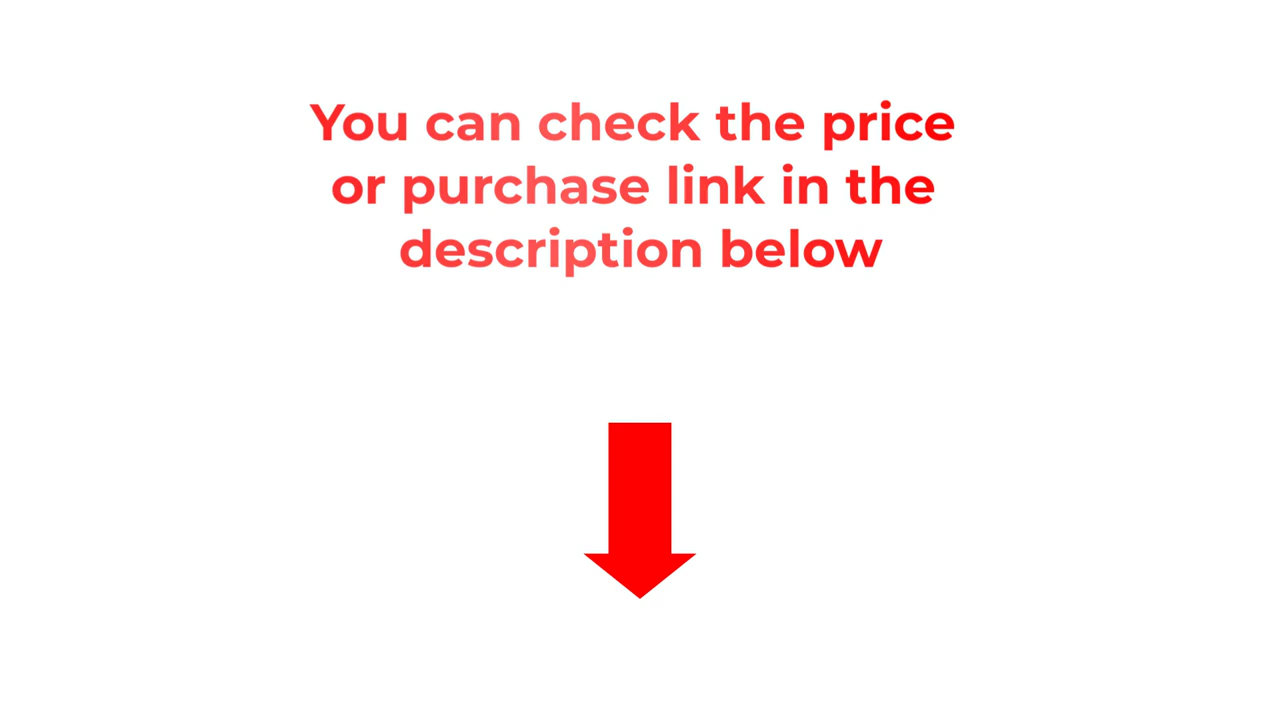 You can check the price
or purchase link in the
description below